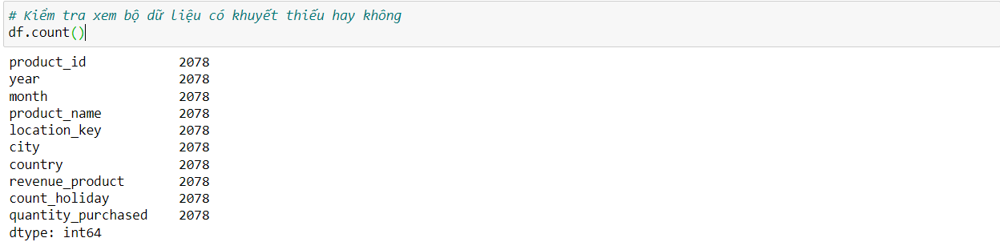 # Kiểm tra xem bộ dữ liệu có khuyết thiếu hay không
df.count()
product_id 2078
year 2078
month 2078
product_name 2078
location_key 2078
city 2078
country 2078
revenue_product 2078
count_holiday 2078
quantity_purchased 2078
dtype: int64